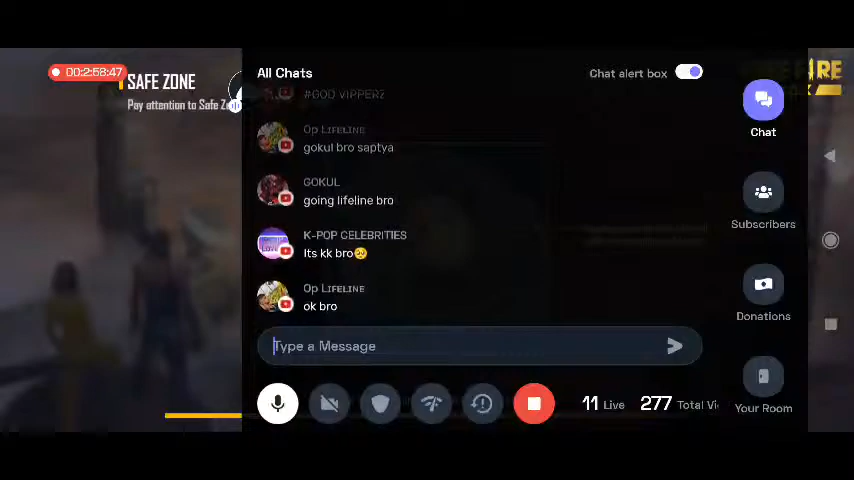 00:2:58:47
SAFE ZONE
Pay attention to Safe Z
All Chats
Chat alert box
#GOD VIPPERZ
Op Lɪғᴇʟɪɴᴇ
gokul bro saptya
GOKUL
going lifeline bro
K-POP CELEBRITIES
Its kk bro🥺
Op Lɪғᴇʟɪɴᴇ
ok bro
Type a Message
11 Live 277 Total Vi
Chat
Subscribers
Donations
Your Room